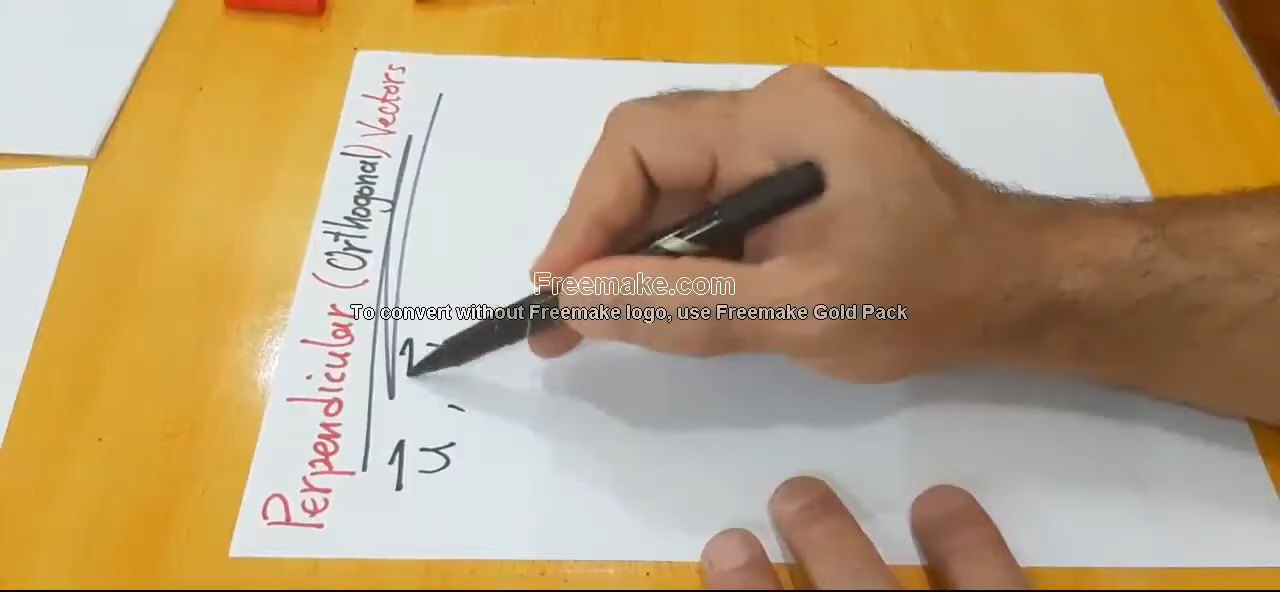 Perpendicular (Orthogonal) Vectors
u ,
Freemake.com
To convert without Freemake logo, use Freemake Gold Pack